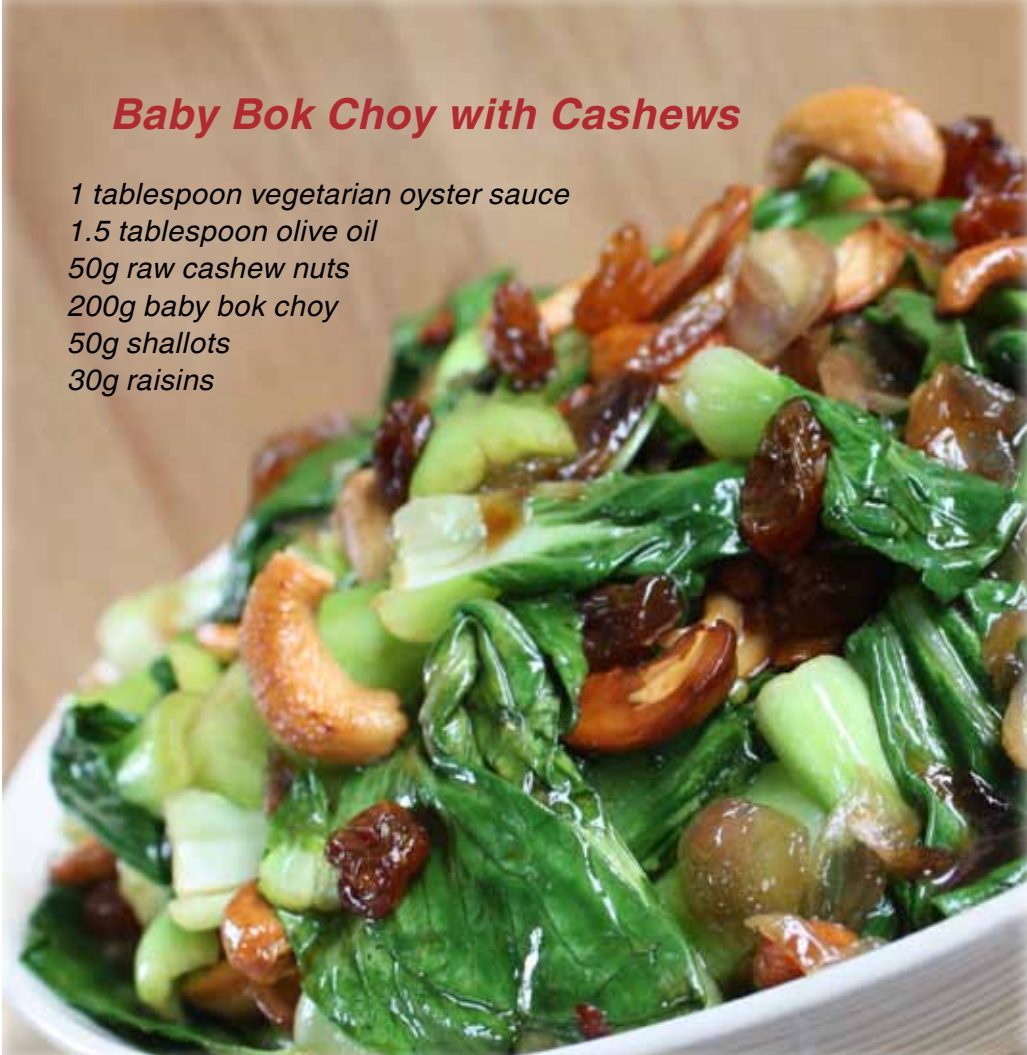 Baby Bok Choy with Cashews
1 tablespoon vegetarian oyster sauce
1.5 tablespoon olive oil
50g raw cashew nuts
200g baby bok choy
50g shallots
30g raisins